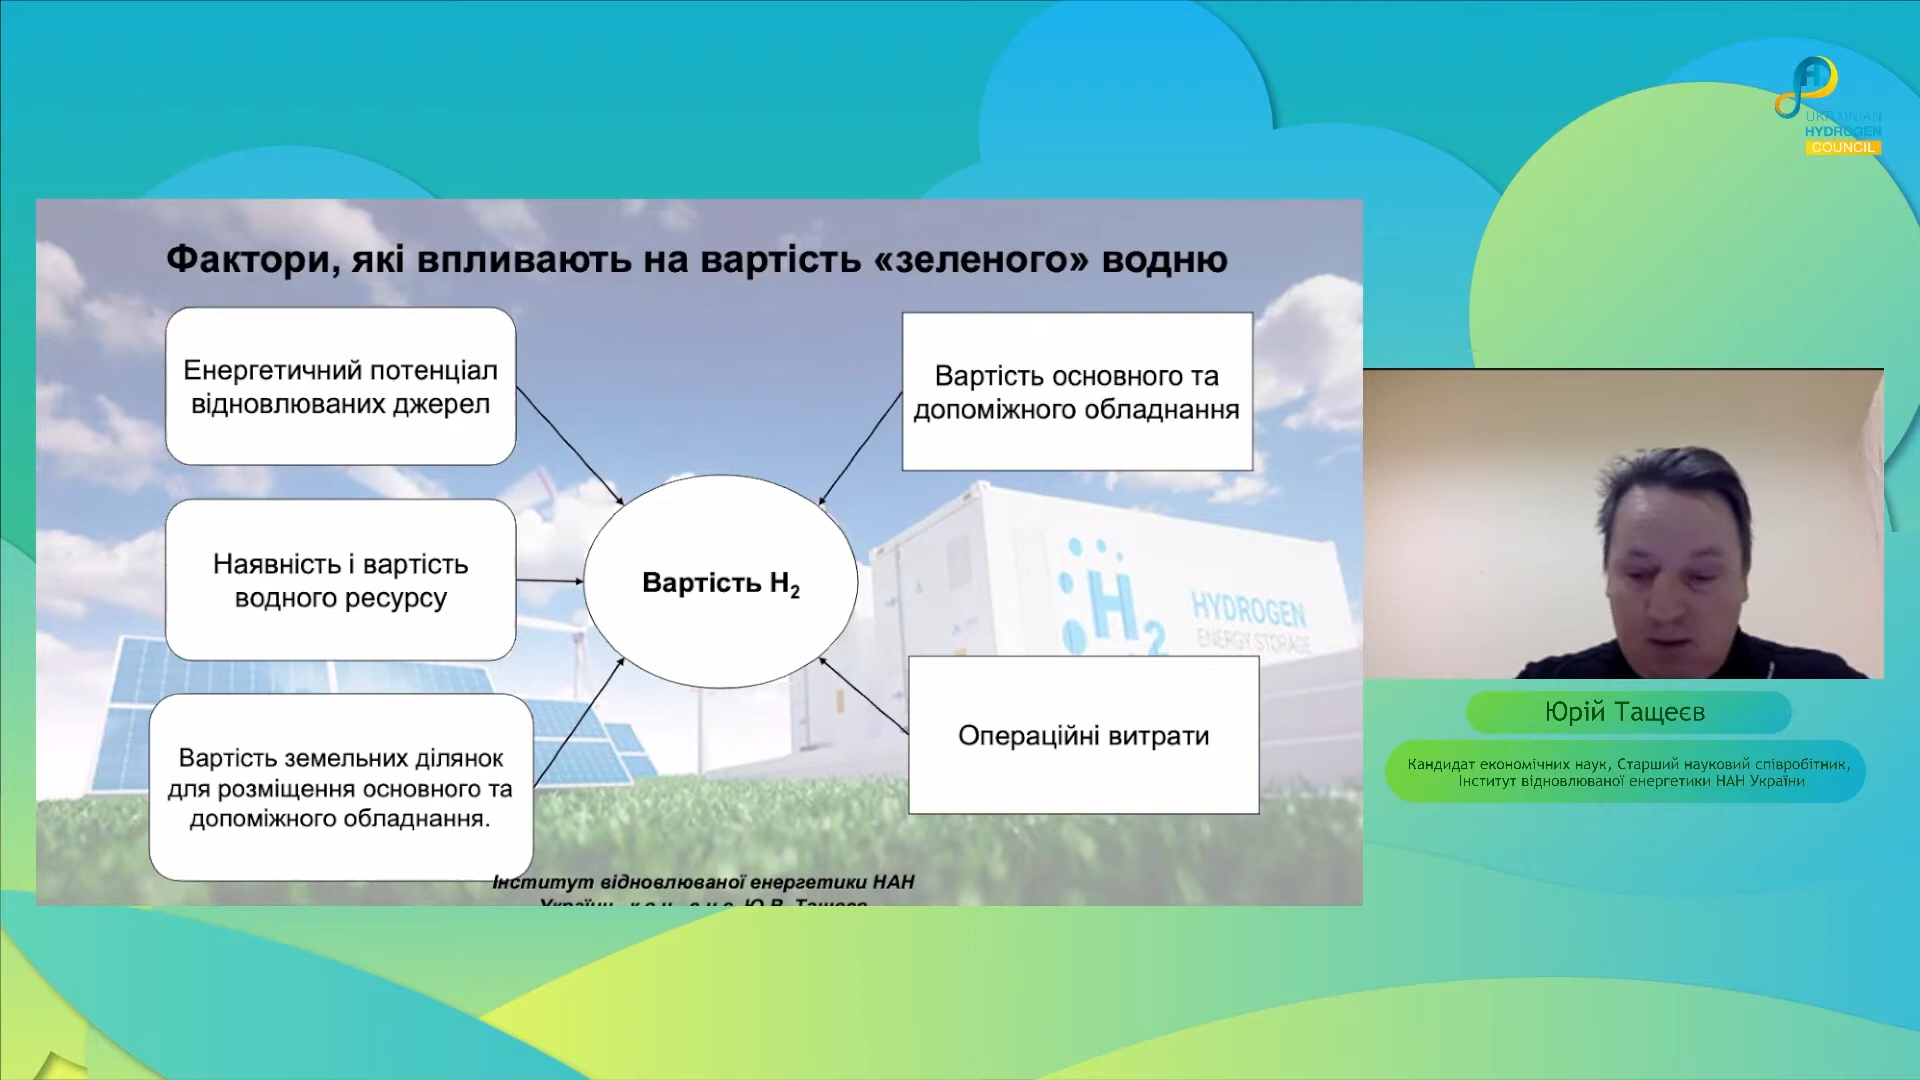 UKRAINIAN
HYDROGEN
COUNCIL
Фактори, які впливають на вартість «зеленого» водню
Енергетичний потенціал
відновлюваних джерел
Наявність і вартість
водного ресурсу
Вартість земельних ділянок
для розміщення основного та
допоміжного обладнання.
Вартість H₂
Вартість основного та
допоміжного обладнання
Операційні витрати
H₂
HYDROGEN
ENERGY STORAGE
Інститут відновлюваної енергетики НАН
України, к.е.н., с.н.с. Ю.В. Тащеєв
Юрій Тащеєв
Кандидат економічних наук, Старший науковий співробітник,
Інститут відновлюваної енергетики НАН України